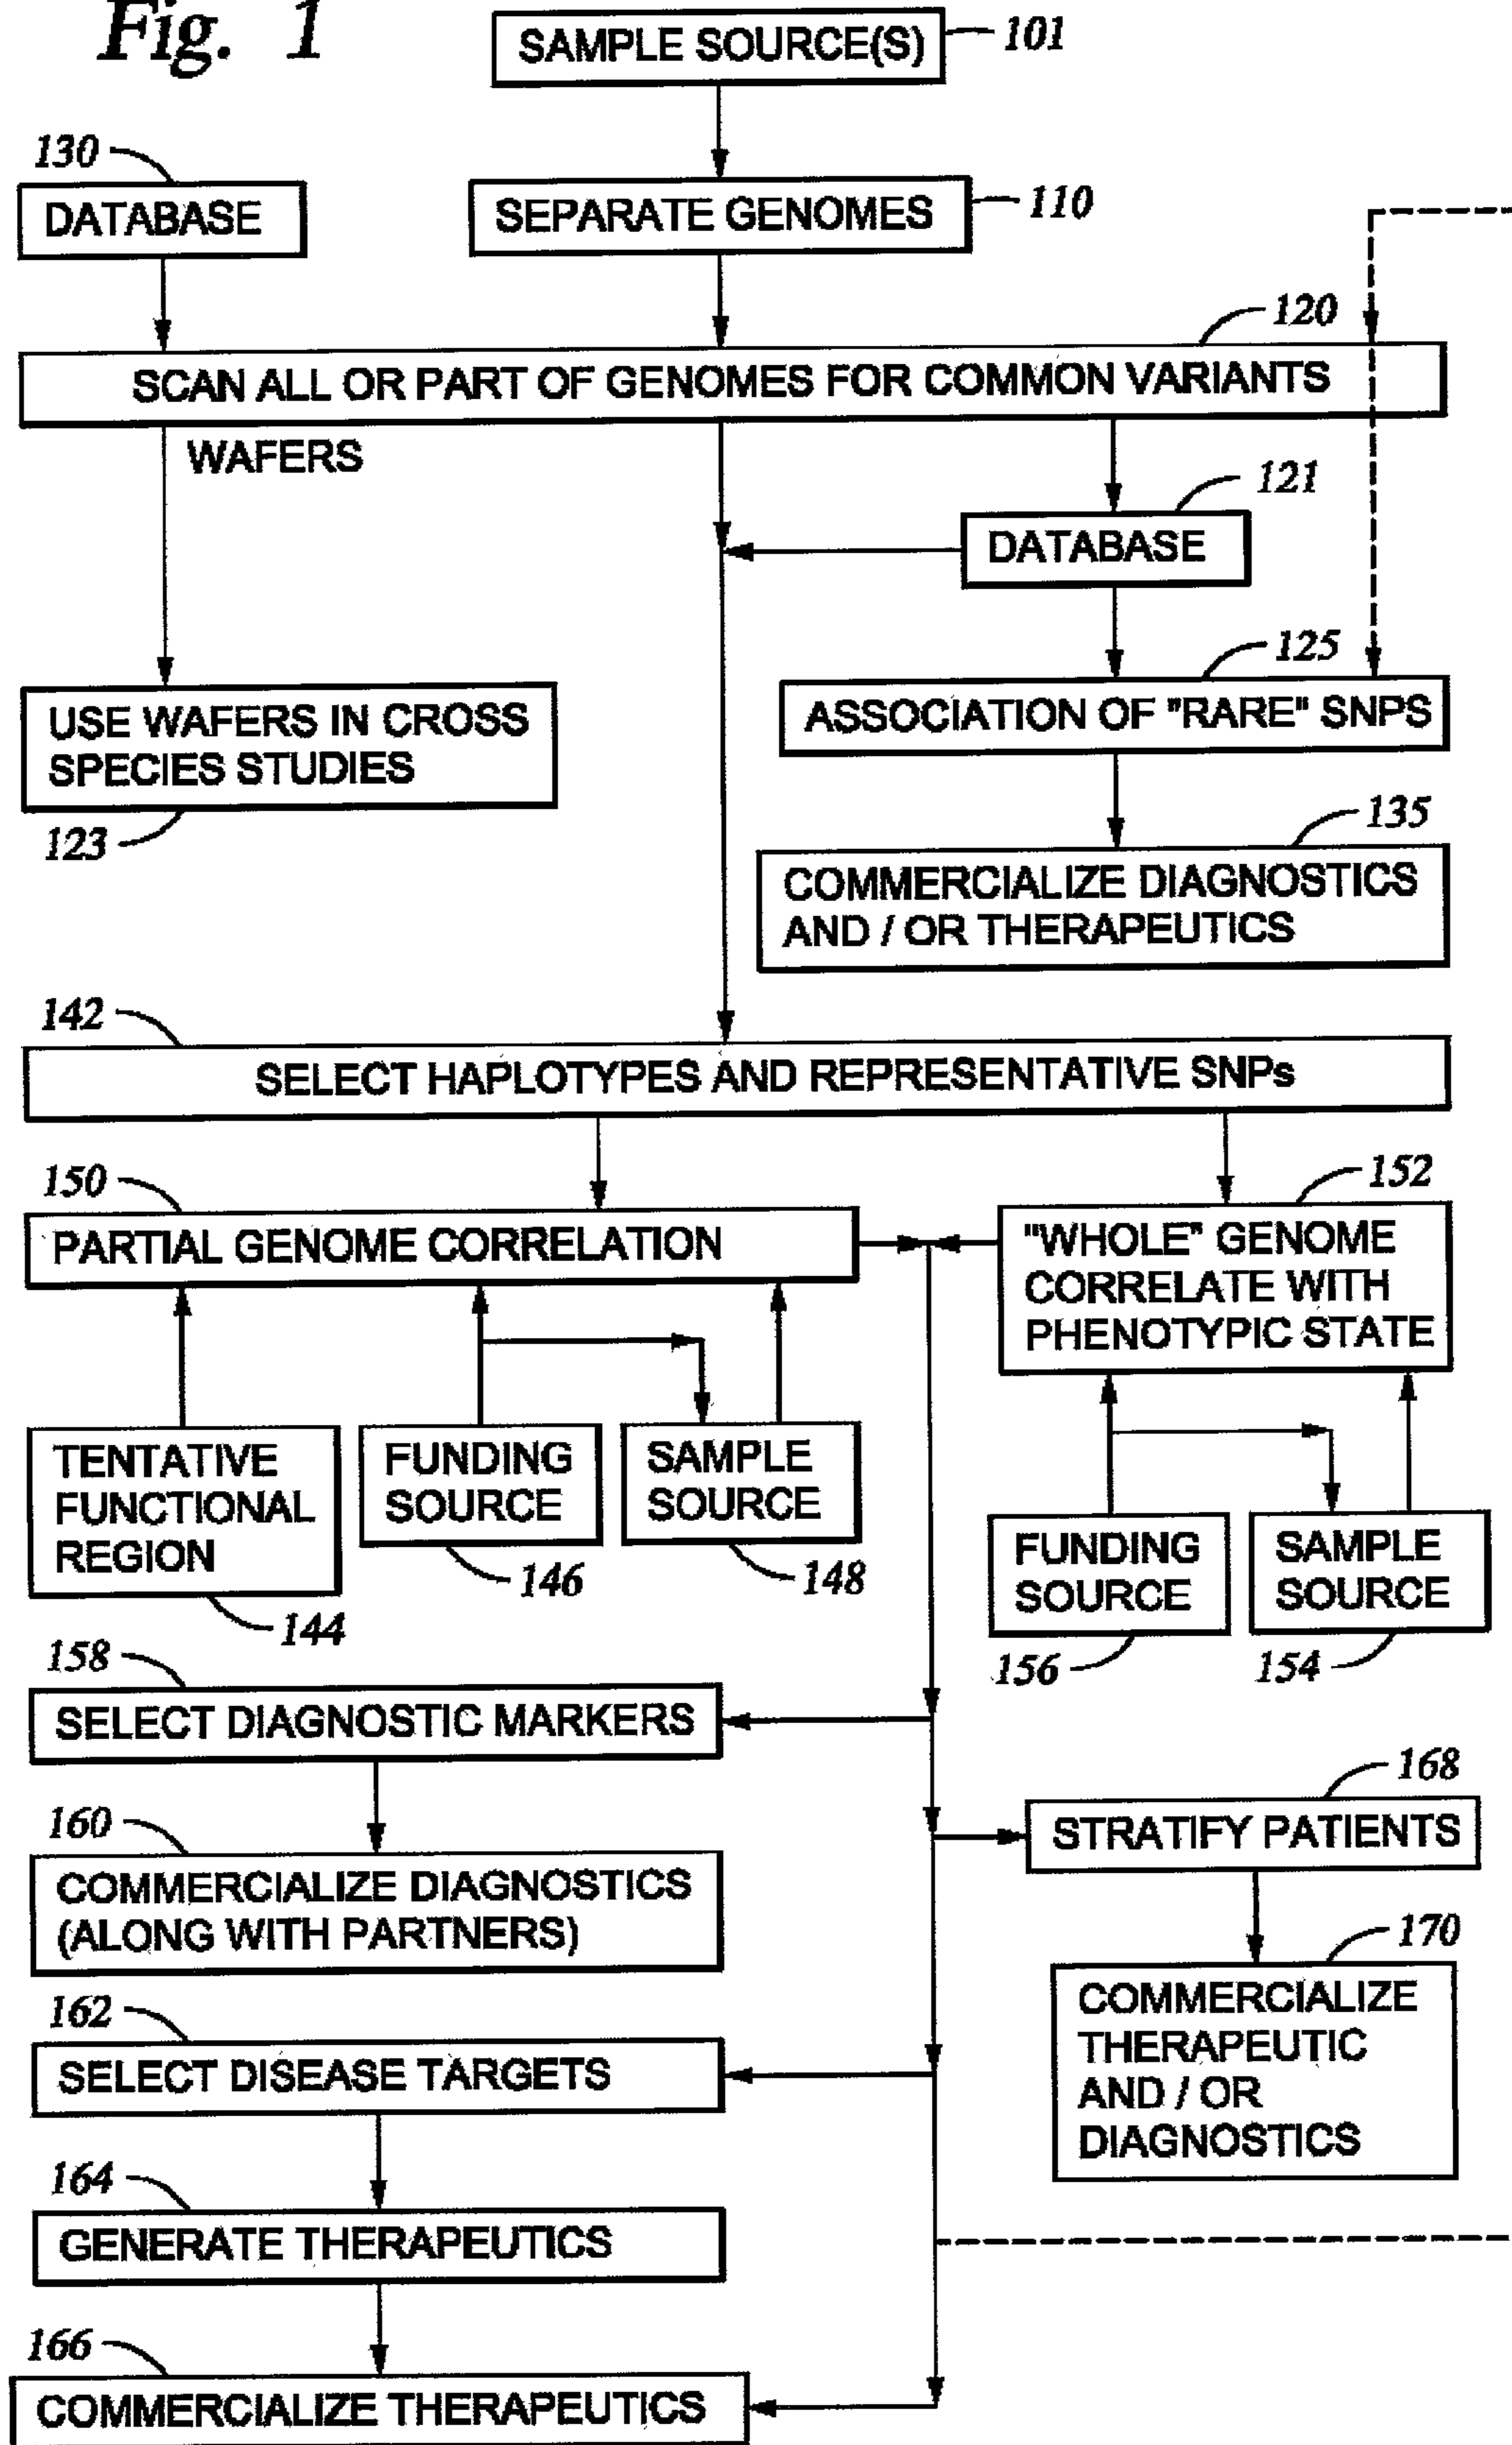 Fig. 1
SAMPLE SOURCE(S)
101
130
DATABASE
SEPARATE GENOMES
110
120
SCAN ALL OR PART OF GENOMES FOR COMMON VARIANTS
WAFERS
121
DATABASE
125
USE WAFERS IN CROSS
SPECIES STUDIES
123
ASSOCIATION OF "RARE" SNPS
135
COMMERCIALIZE DIAGNOSTICS
AND / OR THERAPEUTICS
142
SELECT HAPLOTYPES AND REPRESENTATIVE SNPs
150
PARTIAL GENOME CORRELATION
152
"WHOLE" GENOME
CORRELATE WITH
PHENOTYPIC STATE
TENTATIVE
FUNCTIONAL
REGION
144
FUNDING
SOURCE
146
SAMPLE
SOURCE
148
FUNDING
SOURCE
156
SAMPLE
SOURCE
154
158
SELECT DIAGNOSTIC MARKERS
168
STRATIFY PATIENTS
160
COMMERCIALIZE DIAGNOSTICS
(ALONG WITH PARTNERS)
170
COMMERCIALIZE
THERAPEUTIC
AND / OR
DIAGNOSTICS
162
SELECT DISEASE TARGETS
164
GENERATE THERAPEUTICS
166
COMMERCIALIZE THERAPEUTICS